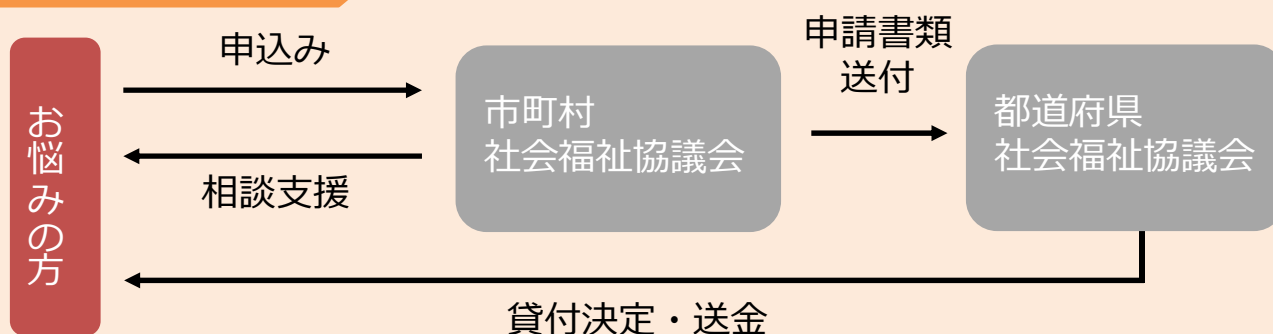 お悩みの方
申込み
相談支援
市町村
社会福祉協議会
申請書類
送付
都道府県
社会福祉協議会
貸付決定・送金